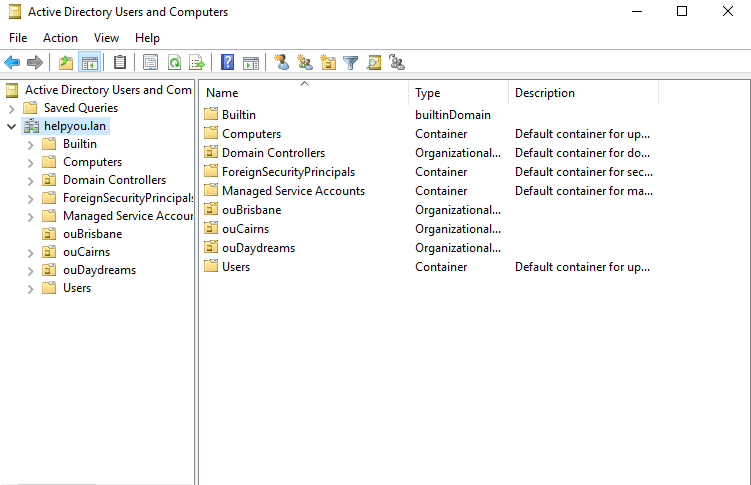 Active Directory Users and Computers
File Action View Help
Active Directory Users and Com
Saved Queries
helpyou.lan
Builtin
Computers
Domain Controllers
ForeignSecurityPrincipals
Managed Service Accour
ouBrisbane
ouCairns
ouDaydreams
Users
Name Type Description
Builtin builtinDomain
Computers Container Default container for up...
Domain Controllers Organizational... Default container for do...
ForeignSecurityPrincipals Container Default container for sec...
Managed Service Accounts Container Default container for ma...
ouBrisbane Organizational...
ouCairns Organizational...
ouDaydreams Organizational...
Users Container Default container for up...